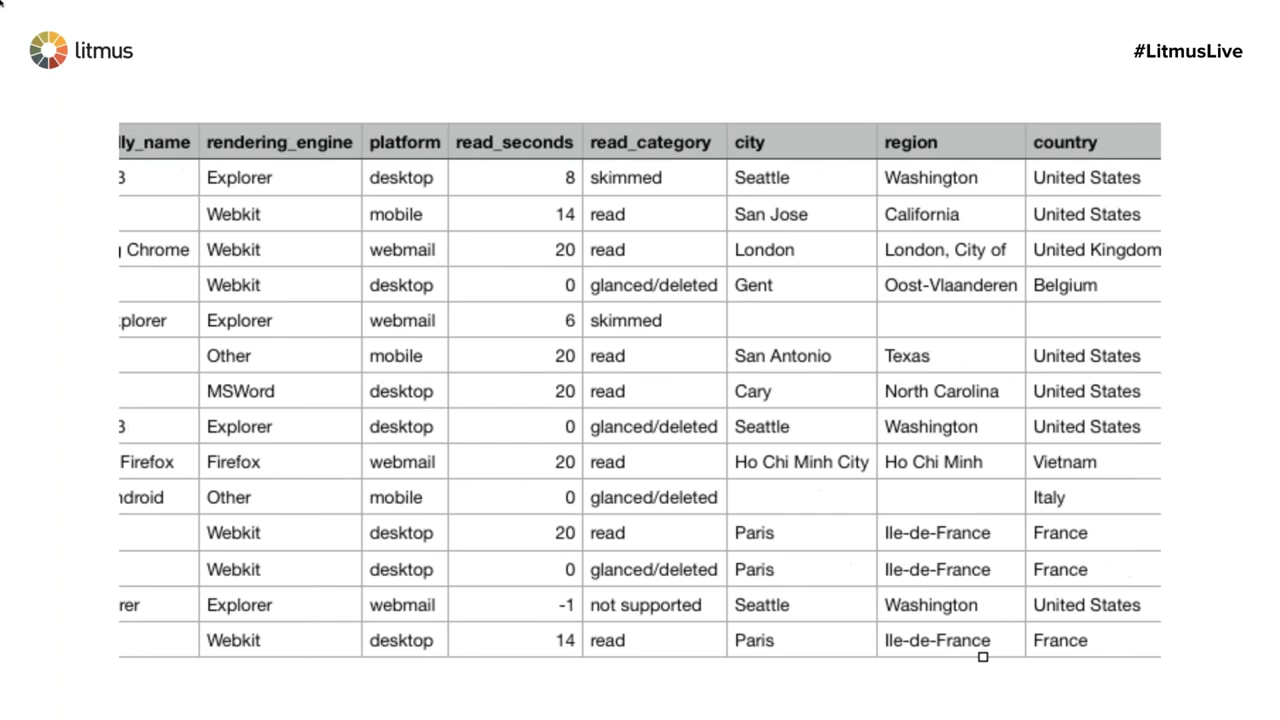 litmus
#LitmusLive
lly_name rendering_engine platform read_seconds read_category city region country
3 Explorer desktop 8 skimmed Seattle Washington United States
Webkit mobile 14 read San Jose California United States
Chrome Webkit webmail 20 read London London, City of United Kingdom
Webkit desktop 0 glanced/deleted Gent Oost-Vlaanderen Belgium
xplorer Explorer webmail 6 skimmed
Other mobile 20 read San Antonio Texas United States
MSWord desktop 20 read Cary North Carolina United States
3 Explorer desktop 0 glanced/deleted Seattle Washington United States
Firefox Firefox webmail 20 read Ho Chi Minh City Ho Chi Minh Vietnam
ndroid Other mobile 0 glanced/deleted Italy
Webkit desktop 20 read Paris Ile-de-France France
Webkit desktop 0 glanced/deleted Paris Ile-de-France France
rer Explorer webmail -1 not supported Seattle Washington United States
Webkit desktop 14 read Paris Ile-de-France France